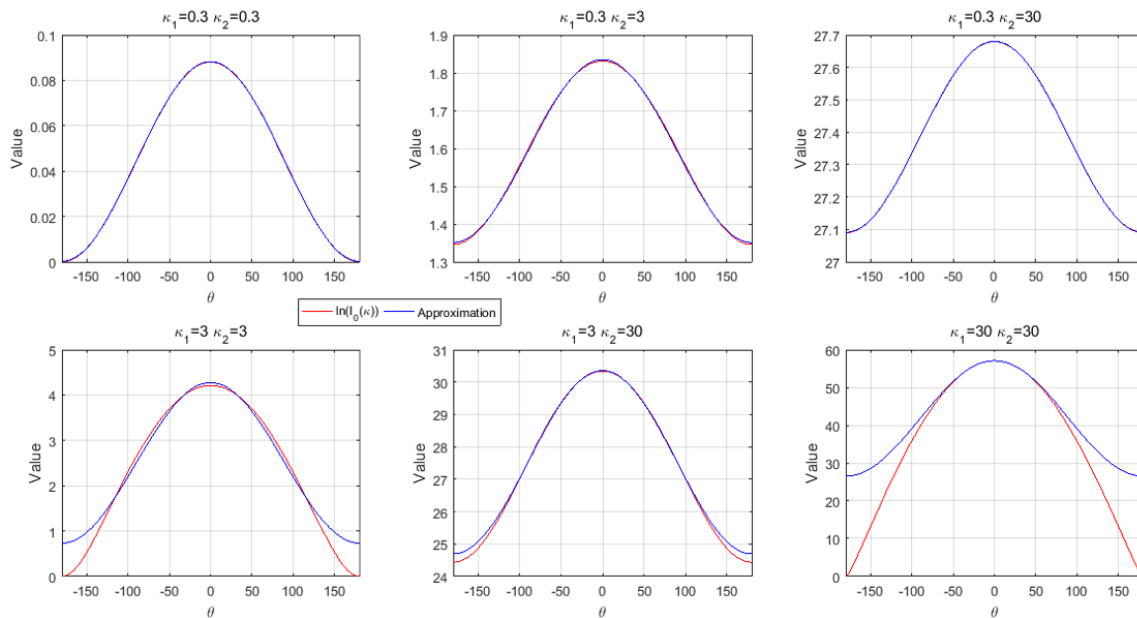 κ₁=0.3 κ₂=0.3
0.1
0.08
0.06
0.04
0.02
0
Value
-150 -100 -50 0 50 100 150
θ
κ₁=0.3 κ₂=3
1.9
1.8
1.7
1.6
1.5
1.4
1.3
Value
-150 -100 -50 0 50 100 150
θ
κ₁=0.3 κ₂=30
27.7
27.6
27.5
27.4
27.3
27.2
27.1
27
Value
-150 -100 -50 0 50 100 150
θ
ln(I₀(κ)) Approximation
κ₁=3 κ₂=3
5
4
3
2
1
0
Value
-150 -100 -50 0 50 100 150
θ
κ₁=3 κ₂=30
31
30
29
28
27
26
25
24
Value
-150 -100 -50 0 50 100 150
θ
κ₁=30 κ₂=30
60
50
40
30
20
10
0
Value
-150 -100 -50 0 50 100 150
θ